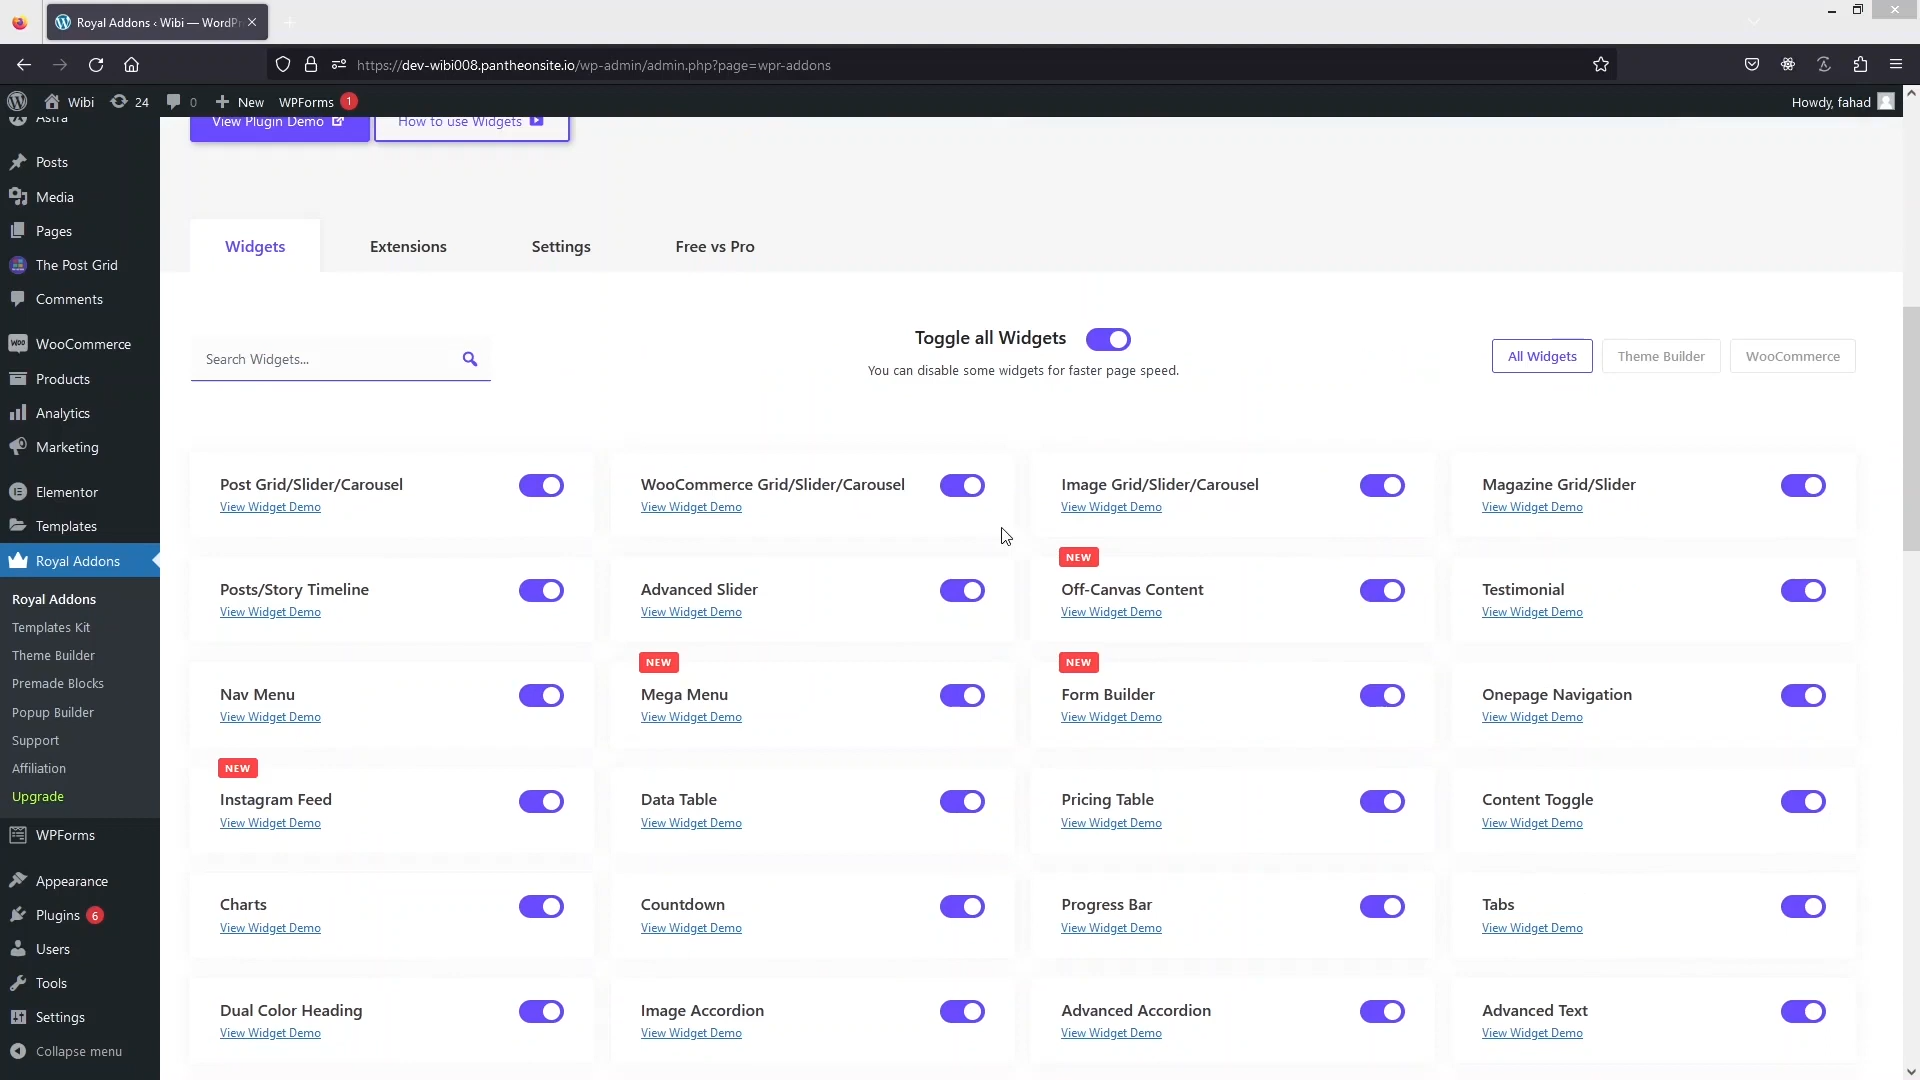 Royal Addons ‹ Wibi — WordPr
https://dev-wibi008.pantheonsite.io/wp-admin/admin.php?page=wpr-addons
Wibi 24 0 New WPForms 1 Howdy, fahad
Astra
Posts
Media
Pages
The Post Grid
Comments
WooCommerce
Products
Analytics
Marketing
Elementor
Templates
Royal Addons
Royal Addons
Templates Kit
Theme Builder
Premade Blocks
Popup Builder
Support
Affiliation
Upgrade
WPForms
Appearance
Plugins 6
Users
Tools
Settings
Collapse menu
View Plugin Demo How to use Widgets
Widgets Extensions Settings Free vs Pro
Search Widgets...
Toggle all Widgets
You can disable some widgets for faster page speed.
All Widgets Theme Builder WooCommerce
Post Grid/Slider/Carousel
View Widget Demo
WooCommerce Grid/Slider/Carousel
View Widget Demo
Image Grid/Slider/Carousel
View Widget Demo
Magazine Grid/Slider
View Widget Demo
Posts/Story Timeline
View Widget Demo
Advanced Slider
View Widget Demo
NEW
Off-Canvas Content
View Widget Demo
Testimonial
View Widget Demo
Nav Menu
View Widget Demo
NEW
Mega Menu
View Widget Demo
NEW
Form Builder
View Widget Demo
Onepage Navigation
View Widget Demo
NEW
Instagram Feed
View Widget Demo
Data Table
View Widget Demo
Pricing Table
View Widget Demo
Content Toggle
View Widget Demo
Charts
View Widget Demo
Countdown
View Widget Demo
Progress Bar
View Widget Demo
Tabs
View Widget Demo
Dual Color Heading
View Widget Demo
Image Accordion
View Widget Demo
Advanced Accordion
View Widget Demo
Advanced Text
View Widget Demo